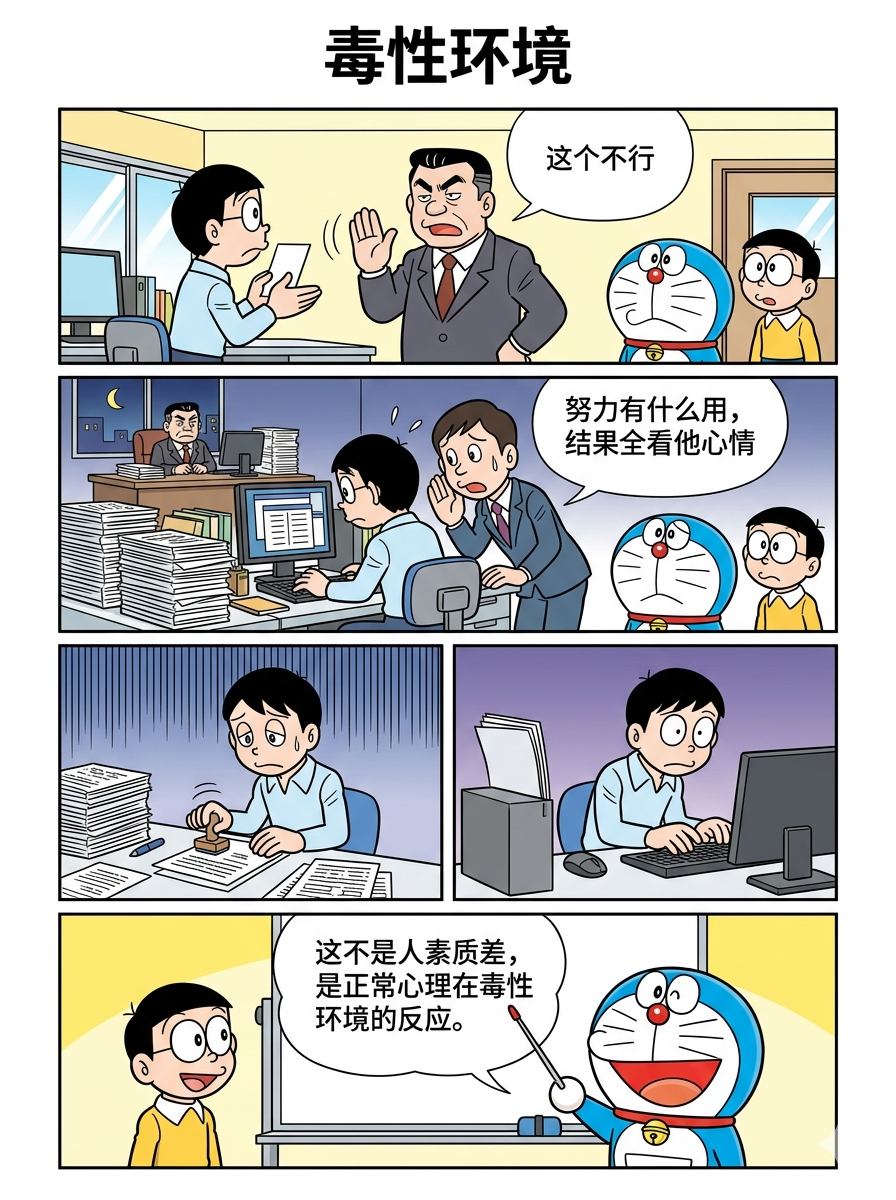 毒性环境
这个不行
努力有什么用，
结果全看他心情
这不是人素质差，
是正常心理在毒性
环境的反应。